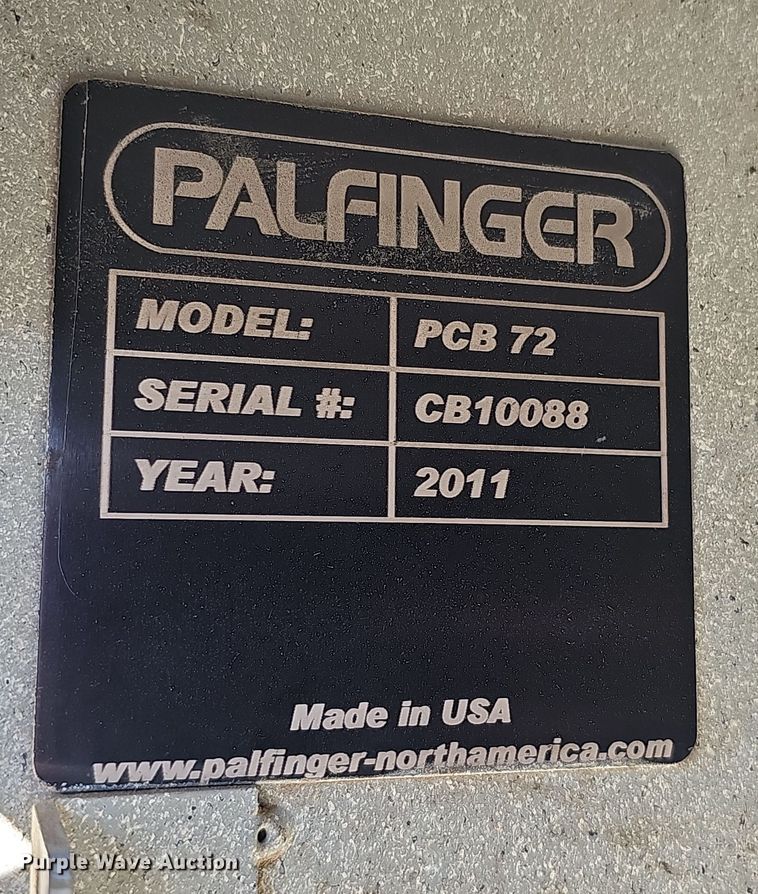 PALFINGER
MODEL: PCB 72
SERIAL #: CB10088
YEAR: 2011
Made in USA
www.palfinger-northamerica.com
Purple Wave Auction